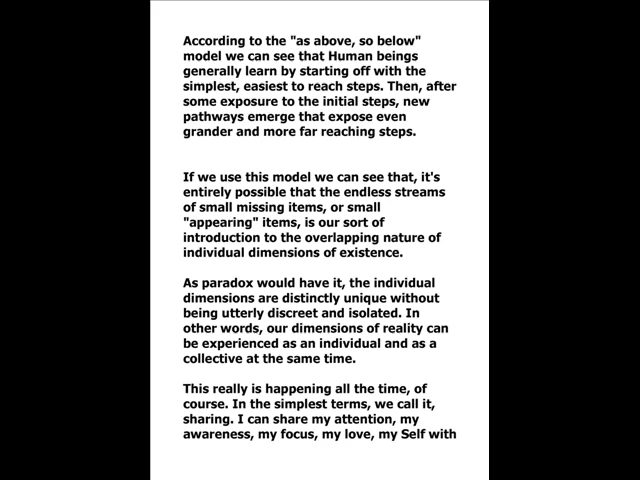 According to the "as above, so below"
model we can see that Human beings
generally learn by starting off with the
simplest, easiest to reach steps. Then, after
some exposure to the initial steps, new
pathways emerge that expose even
grander and more far reaching steps.
If we use this model we can see that, it's
entirely possible that the endless streams
of small missing items, or small
"appearing" items, is our sort of
introduction to the overlapping nature of
individual dimensions of existence.
As paradox would have it, the individual
dimensions are distinctly unique without
being utterly discreet and isolated. In
other words, our dimensions of reality can
be experienced as an individual and as a
collective at the same time.
This really is happening all the time, of
course. In the simplest terms, we call it,
sharing. I can share my attention, my
awareness, my focus, my love, my Self with